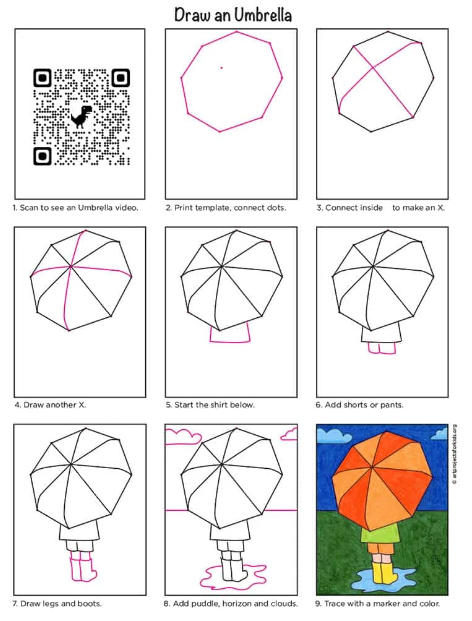 Draw an Umbrella
1. Scan to see an Umbrella video.
2. Print template, connect dots.
3. Connect inside to make an X.
4. Draw another X.
5. Start the shirt below.
6. Add shorts or pants.
7. Draw legs and boots.
8. Add puddle, horizon and clouds.
9. Trace with a marker and color.
© artprojectsforkids.org